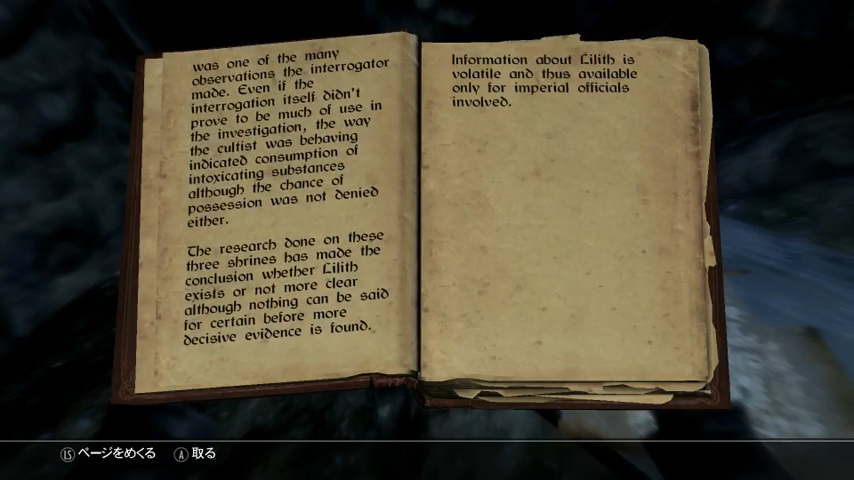 was one of the many
observations the interrogator
made. Even if the
interrogation itself didn't
prove to be much of use in
the investigation, the way
the cultist was behaving
indicated consumption of
intoxicating substances
although the chance of
possession was not denied
either.
The research done on these
three shrines has made the
conclusion whether Lilith
exists or not more clear
although nothing can be said
for certain before more
decisive evidence is found.
Information about Lilith is
volatile and thus available
only for imperial officials
involved.
LS ページをめくる A 取る